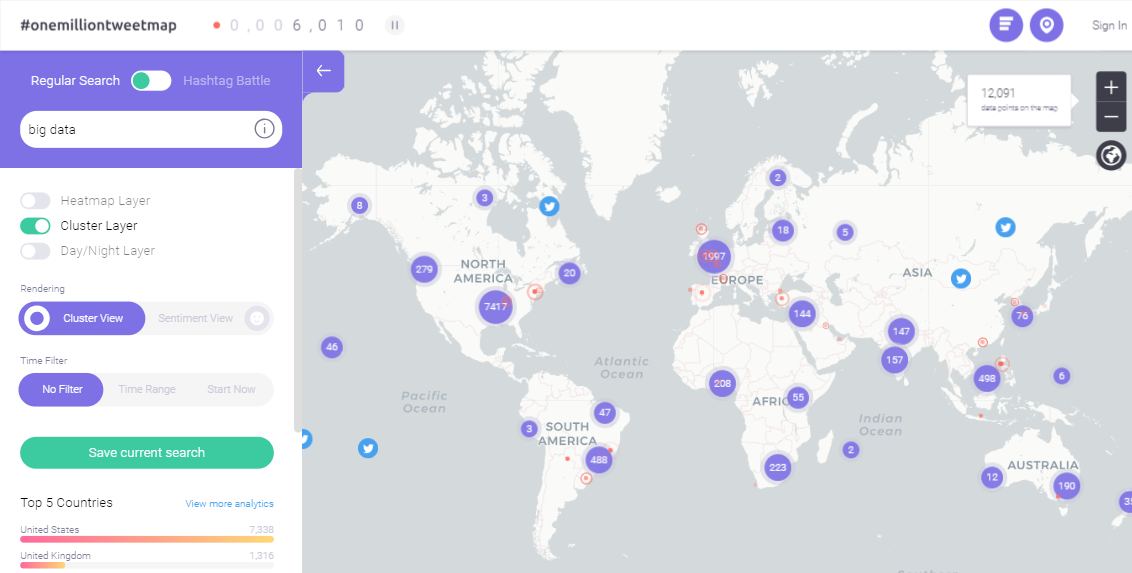 #onemilliontweetmap
0,006,010
Sign In
Regular Search
Hashtag Battle
big data
Heatmap Layer
Cluster Layer
Day/Night Layer
Rendering
Cluster View
Sentiment View
Time Filter
No Filter
Time Range
Start Now
Save current search
Top 5 Countries
View more analytics
United States
7,338
United Kingdom
1,316
12,091
data points on the map
2
3
8
18
5
1997
279
NORTH
AMERICA
20
EUROPE
ASIA
7417
144
76
46
147
157
Atlantic
Ocean
498
6
208
Pacific
Ocean
AFRIC
55
47
Indian
Ocean
3
SOUTH
AMERICA
2
488
223
AUSTRALIA
12
190